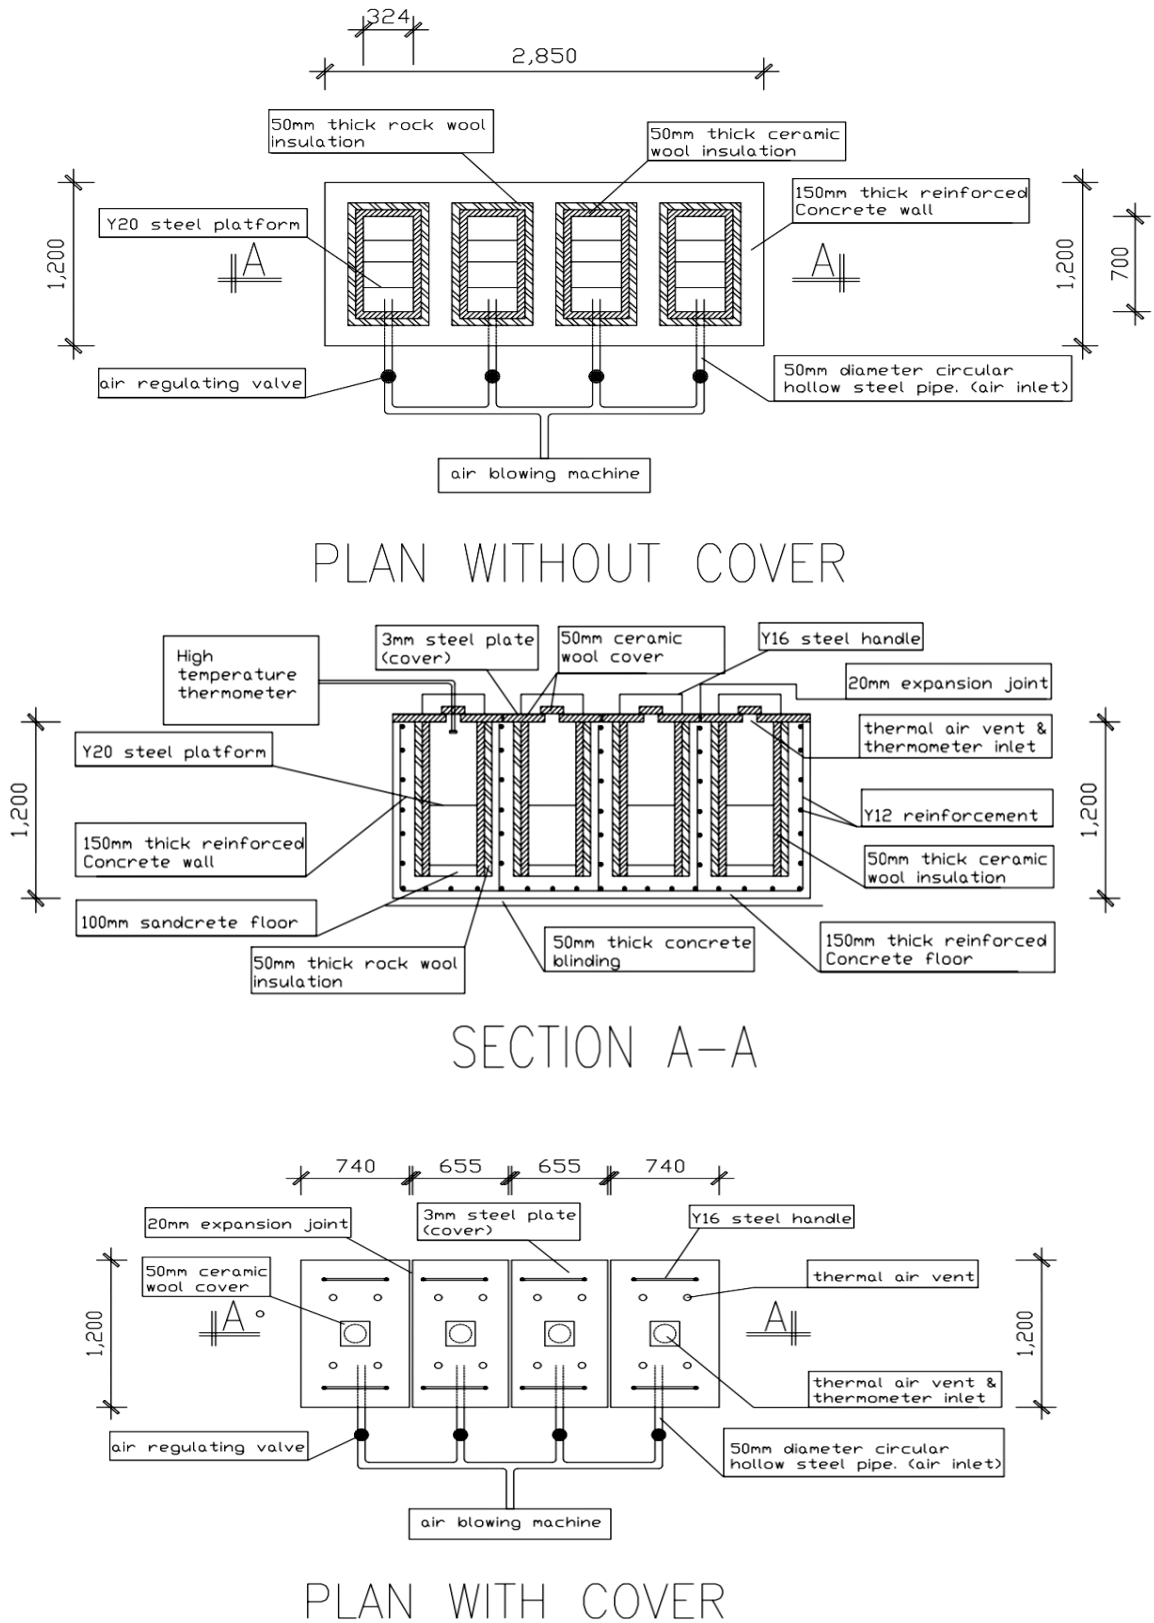 324
2,850
50mm thick rock wool
insulation
50mm thick ceramic
wool insulation
150mm thick reinforced
Concrete wall
Y20 steel platform
A
A
1,200
1,200
700
air regulating valve
50mm diameter circular
hollow steel pipe. (air inlet)
air blowing machine
PLAN WITHOUT COVER
High
temperature
thermometer
3mm steel plate
(cover)
50mm ceramic
wool cover
Y16 steel handle
20mm expansion joint
thermal air vent &
thermometer inlet
Y20 steel platform
1,200
1,200
Y12 reinforcement
150mm thick reinforced
Concrete wall
50mm thick ceramic
wool insulation
100mm sandcrete floor
50mm thick rock wool
insulation
50mm thick concrete
blinding
150mm thick reinforced
Concrete floor
SECTION A-A
740
655
655
740
20mm expansion joint
3mm steel plate
(cover)
Y16 steel handle
50mm ceramic
wool cover
thermal air vent
A
A
1,200
1,200
thermal air vent &
thermometer inlet
air regulating valve
50mm diameter circular
hollow steel pipe. (air inlet)
air blowing machine
PLAN WITH COVER